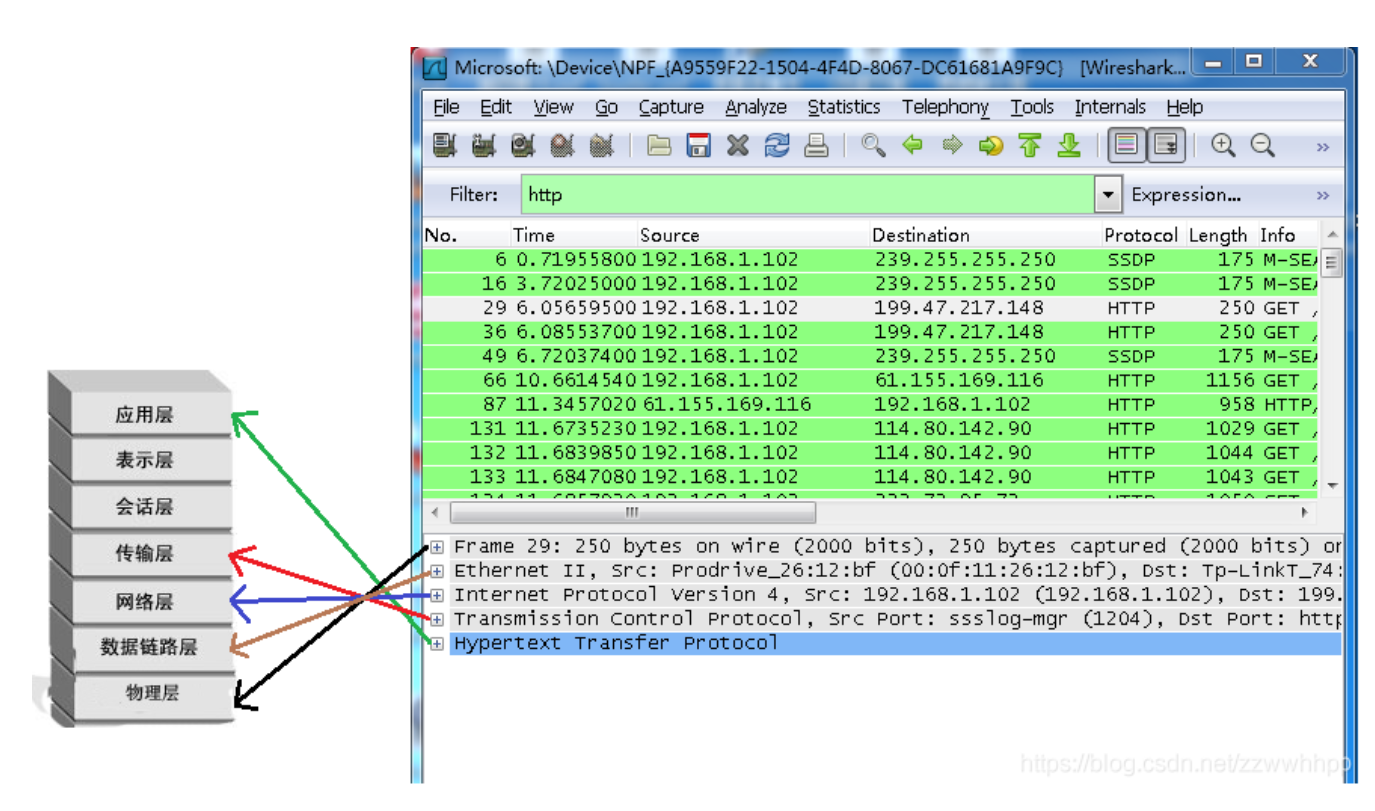 Microsoft: \Device\NPF_{A9559F22-1504-4F4D-8067-DC61681A9F9C} [Wireshark...
File Edit View Go Capture Analyze Statistics Telephony Tools Internals Help
Filter: http Expression...
No. Time Source Destination Protocol Length Info
6 0.71955800 192.168.1.102 239.255.255.250 SSDP 175 M-SEA
16 3.72025000 192.168.1.102 239.255.255.250 SSDP 175 M-SEA
29 6.05659500 192.168.1.102 199.47.217.148 HTTP 250 GET /
36 6.08553700 192.168.1.102 199.47.217.148 HTTP 250 GET /
49 6.72037400 192.168.1.102 239.255.255.250 SSDP 175 M-SEA
66 10.6614540 192.168.1.102 61.155.169.116 HTTP 1156 GET /
87 11.3457020 61.155.169.116 192.168.1.102 HTTP 958 HTTP/
131 11.6735230 192.168.1.102 114.80.142.90 HTTP 1029 GET /
132 11.6839850 192.168.1.102 114.80.142.90 HTTP 1044 GET /
133 11.6847080 192.168.1.102 114.80.142.90 HTTP 1043 GET /
Frame 29: 250 bytes on wire (2000 bits), 250 bytes captured (2000 bits) or
Ethernet II, Src: Prodrive_26:12:bf (00:0f:11:26:12:bf), Dst: Tp-LinkT_74:
Internet Protocol Version 4, Src: 192.168.1.102 (192.168.1.102), Dst: 199.
Transmission Control Protocol, Src Port: ssslog-mgr (1204), Dst Port: http
Hypertext Transfer Protocol
应用层
表示层
会话层
传输层
网络层
数据链路层
物理层
https://blog.csdn.net/zzwwhhpp